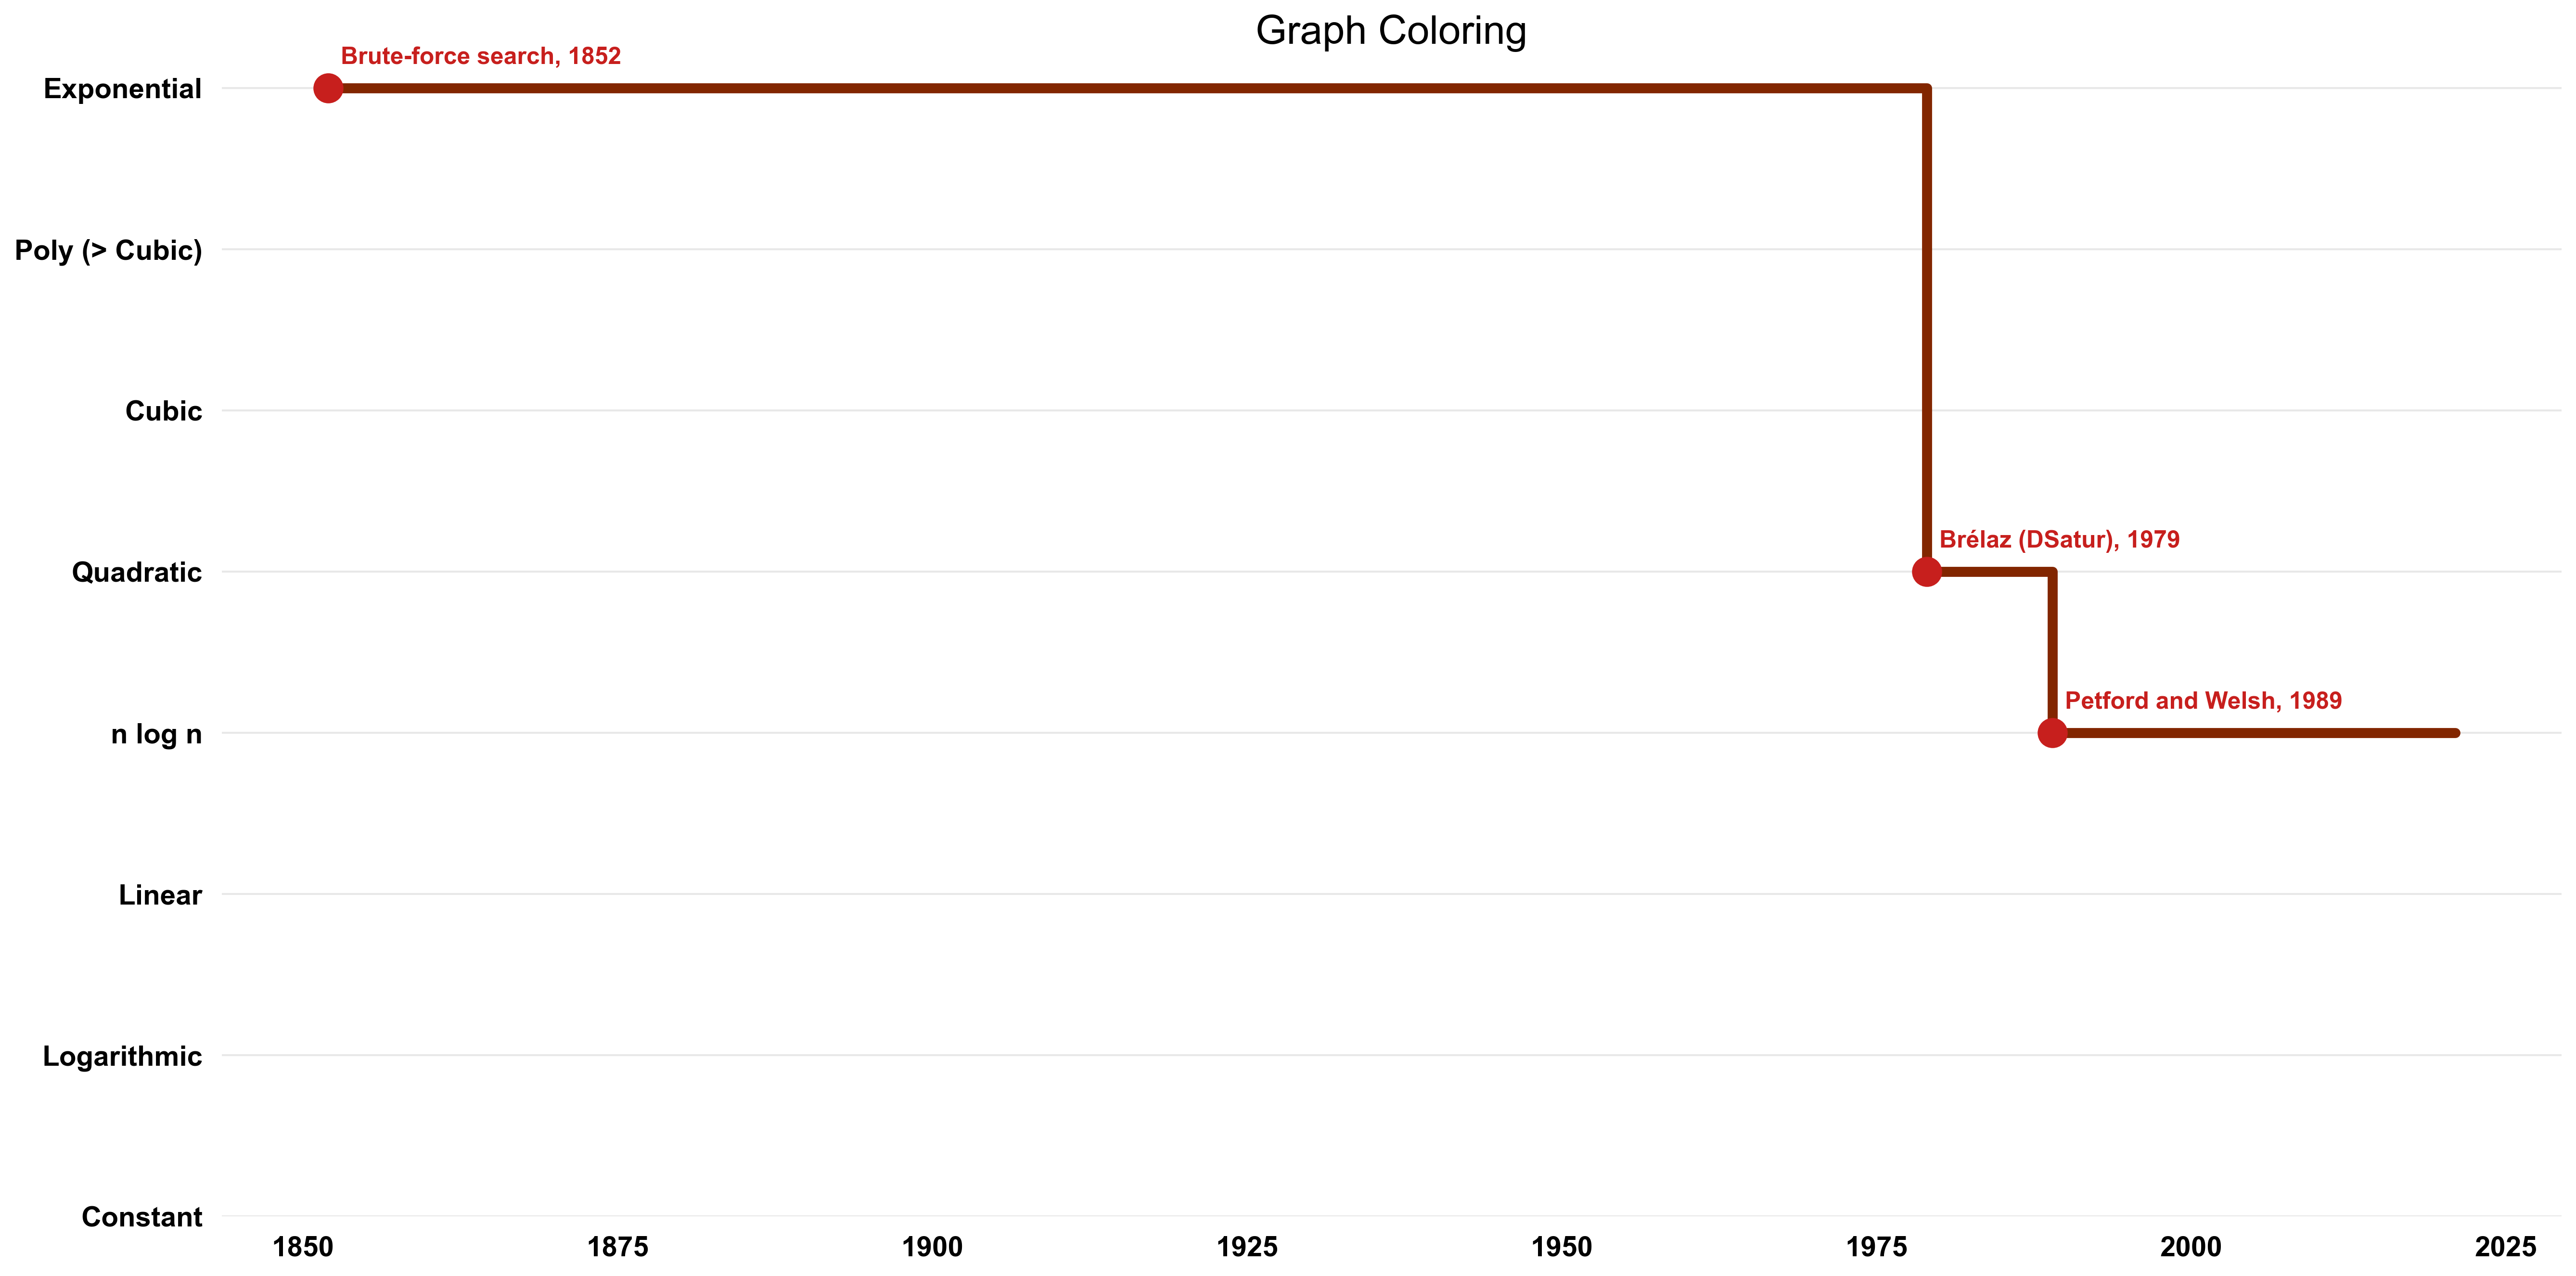 Graph Coloring
Brute-force search, 1852
Exponential
Poly (> Cubic)
Cubic
Brélaz (DSatur), 1979
Quadratic
Petford and Welsh, 1989
n log n
Linear
Logarithmic
Constant
1850 1875 1900 1925 1950 1975 2000 2025